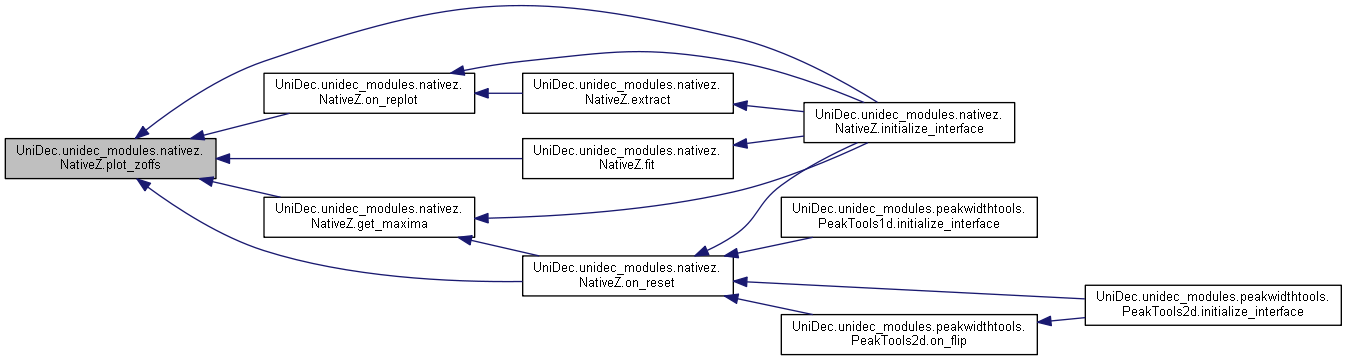 UniDec.unidec_modules.nativez.
NativeZ.plot_zoffs
UniDec.unidec_modules.nativez.
NativeZ.on_replot
UniDec.unidec_modules.nativez.
NativeZ.extract
UniDec.unidec_modules.nativez.
NativeZ.initialize_interface
UniDec.unidec_modules.nativez.
NativeZ.fit
UniDec.unidec_modules.nativez.
NativeZ.get_maxima
UniDec.unidec_modules.peakwidthtools.
PeakTools1d.initialize_interface
UniDec.unidec_modules.nativez.
NativeZ.on_reset
UniDec.unidec_modules.peakwidthtools.
PeakTools2d.initialize_interface
UniDec.unidec_modules.peakwidthtools.
PeakTools2d.on_flip